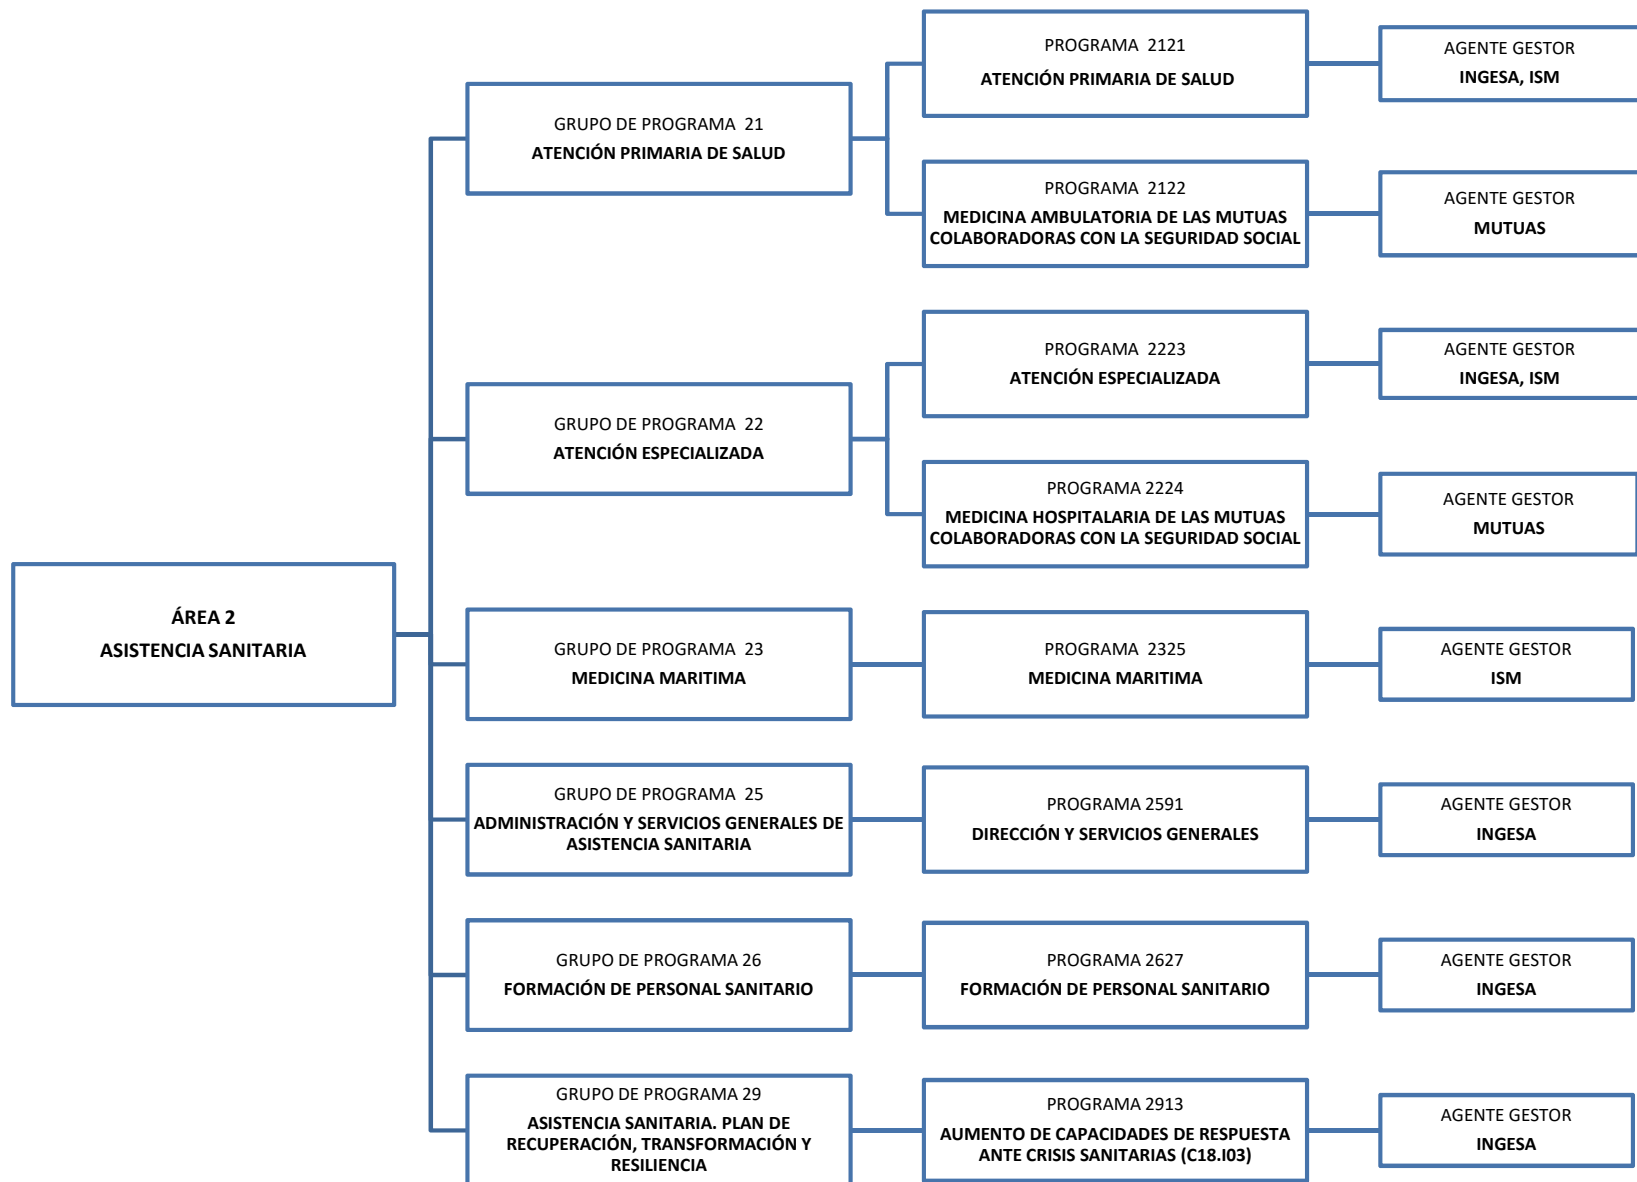 ÁREA 2
ASISTENCIA SANITARIA
GRUPO DE PROGRAMA 21
ATENCIÓN PRIMARIA DE SALUD
PROGRAMA 2121
ATENCIÓN PRIMARIA DE SALUD
AGENTE GESTOR
INGESA, ISM
PROGRAMA 2122
MEDICINA AMBULATORIA DE LAS MUTUAS
COLABORADORAS CON LA SEGURIDAD SOCIAL
AGENTE GESTOR
MUTUAS
GRUPO DE PROGRAMA 22
ATENCIÓN ESPECIALIZADA
PROGRAMA 2223
ATENCIÓN ESPECIALIZADA
AGENTE GESTOR
INGESA, ISM
PROGRAMA 2224
MEDICINA HOSPITALARIA DE LAS MUTUAS
COLABORADORAS CON LA SEGURIDAD SOCIAL
AGENTE GESTOR
MUTUAS
GRUPO DE PROGRAMA 23
MEDICINA MARITIMA
PROGRAMA 2325
MEDICINA MARITIMA
AGENTE GESTOR
ISM
GRUPO DE PROGRAMA 25
ADMINISTRACIÓN Y SERVICIOS GENERALES DE
ASISTENCIA SANITARIA
PROGRAMA 2591
DIRECCIÓN Y SERVICIOS GENERALES
AGENTE GESTOR
INGESA
GRUPO DE PROGRAMA 26
FORMACIÓN DE PERSONAL SANITARIO
PROGRAMA 2627
FORMACIÓN DE PERSONAL SANITARIO
AGENTE GESTOR
INGESA
GRUPO DE PROGRAMA 29
ASISTENCIA SANITARIA. PLAN DE
RECUPERACIÓN, TRANSFORMACIÓN Y
RESILIENCIA
PROGRAMA 2913
AUMENTO DE CAPACIDADES DE RESPUESTA
ANTE CRISIS SANITARIAS (C18.I03)
AGENTE GESTOR
INGESA